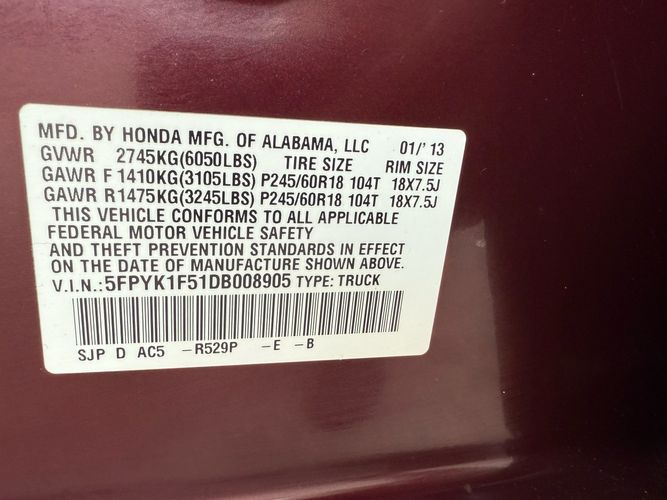 MFD. BY HONDA MFG. OF ALABAMA, LLC 01/'13
GVWR 2745KG(6050LBS) TIRE SIZE RIM SIZE
GAWR F1410KG(3105LBS) P245/60R18 104T 18X7.5J
GAWR R1475KG(3245LBS) P245/60R18 104T 18X7.5J
THIS VEHICLE CONFORMS TO ALL APPLICABLE
FEDERAL MOTOR VEHICLE SAFETY
AND THEFT PREVENTION STANDARDS IN EFFECT
ON THE DATE OF MANUFACTURE SHOWN ABOVE.
V.I.N.:5FPYK1F51DB008905 TYPE: TRUCK
SJP D AC5 -R529P -E -B